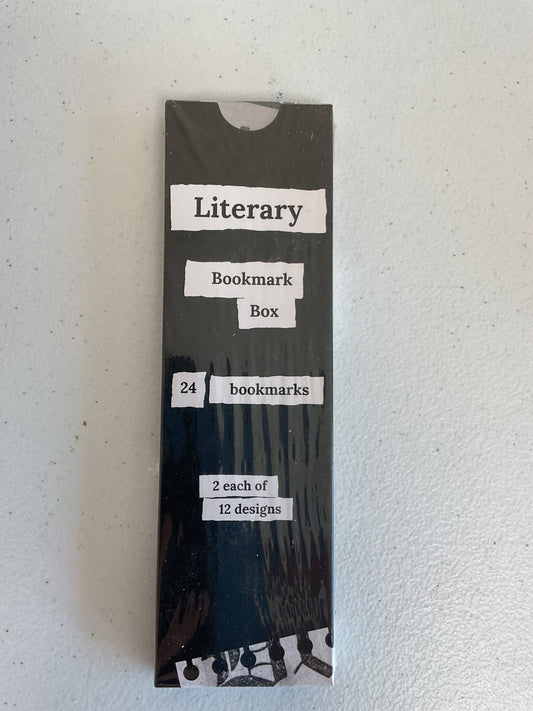 Literary
Bookmark
Box
24 bookmarks
2 each of
12 designs